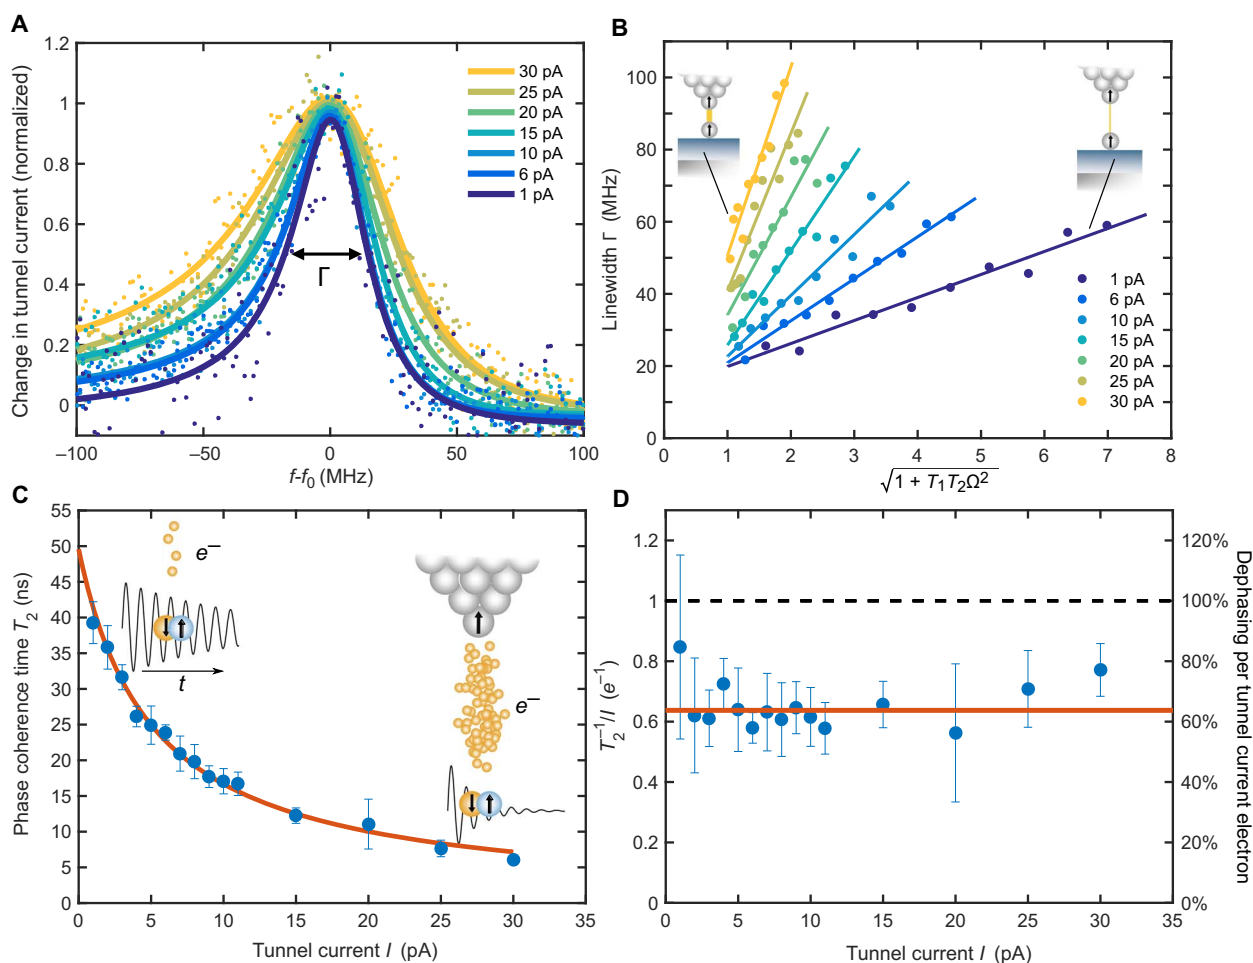 A
Change in tunnel current (normalized)
1.2
1
0.8
0.6
0.4
0.2
0
–100
–50
0
50
100
f-f0 (MHz)
30 pA
25 pA
20 pA
15 pA
10 pA
6 pA
1 pA
Γ
B
Linewidth Γ (MHz)
100
80
60
40
20
0
0
1
2
3
4
5
6
7
8
√1 + T1T2Ω²
1 pA
6 pA
10 pA
15 pA
20 pA
25 pA
30 pA
C
Phase coherence time T2 (ns)
55
50
45
40
35
30
25
20
15
10
5
0
0
5
10
15
20
25
30
35
Tunnel current I (pA)
e–
t
e–
D
T2–1/I (e–1)
1.2
1
0.8
0.6
0.4
0.2
0
0
5
10
15
20
25
30
35
Tunnel current I (pA)
120%
100%
80%
60%
40%
20%
0%
Dephasing per tunnel current electron